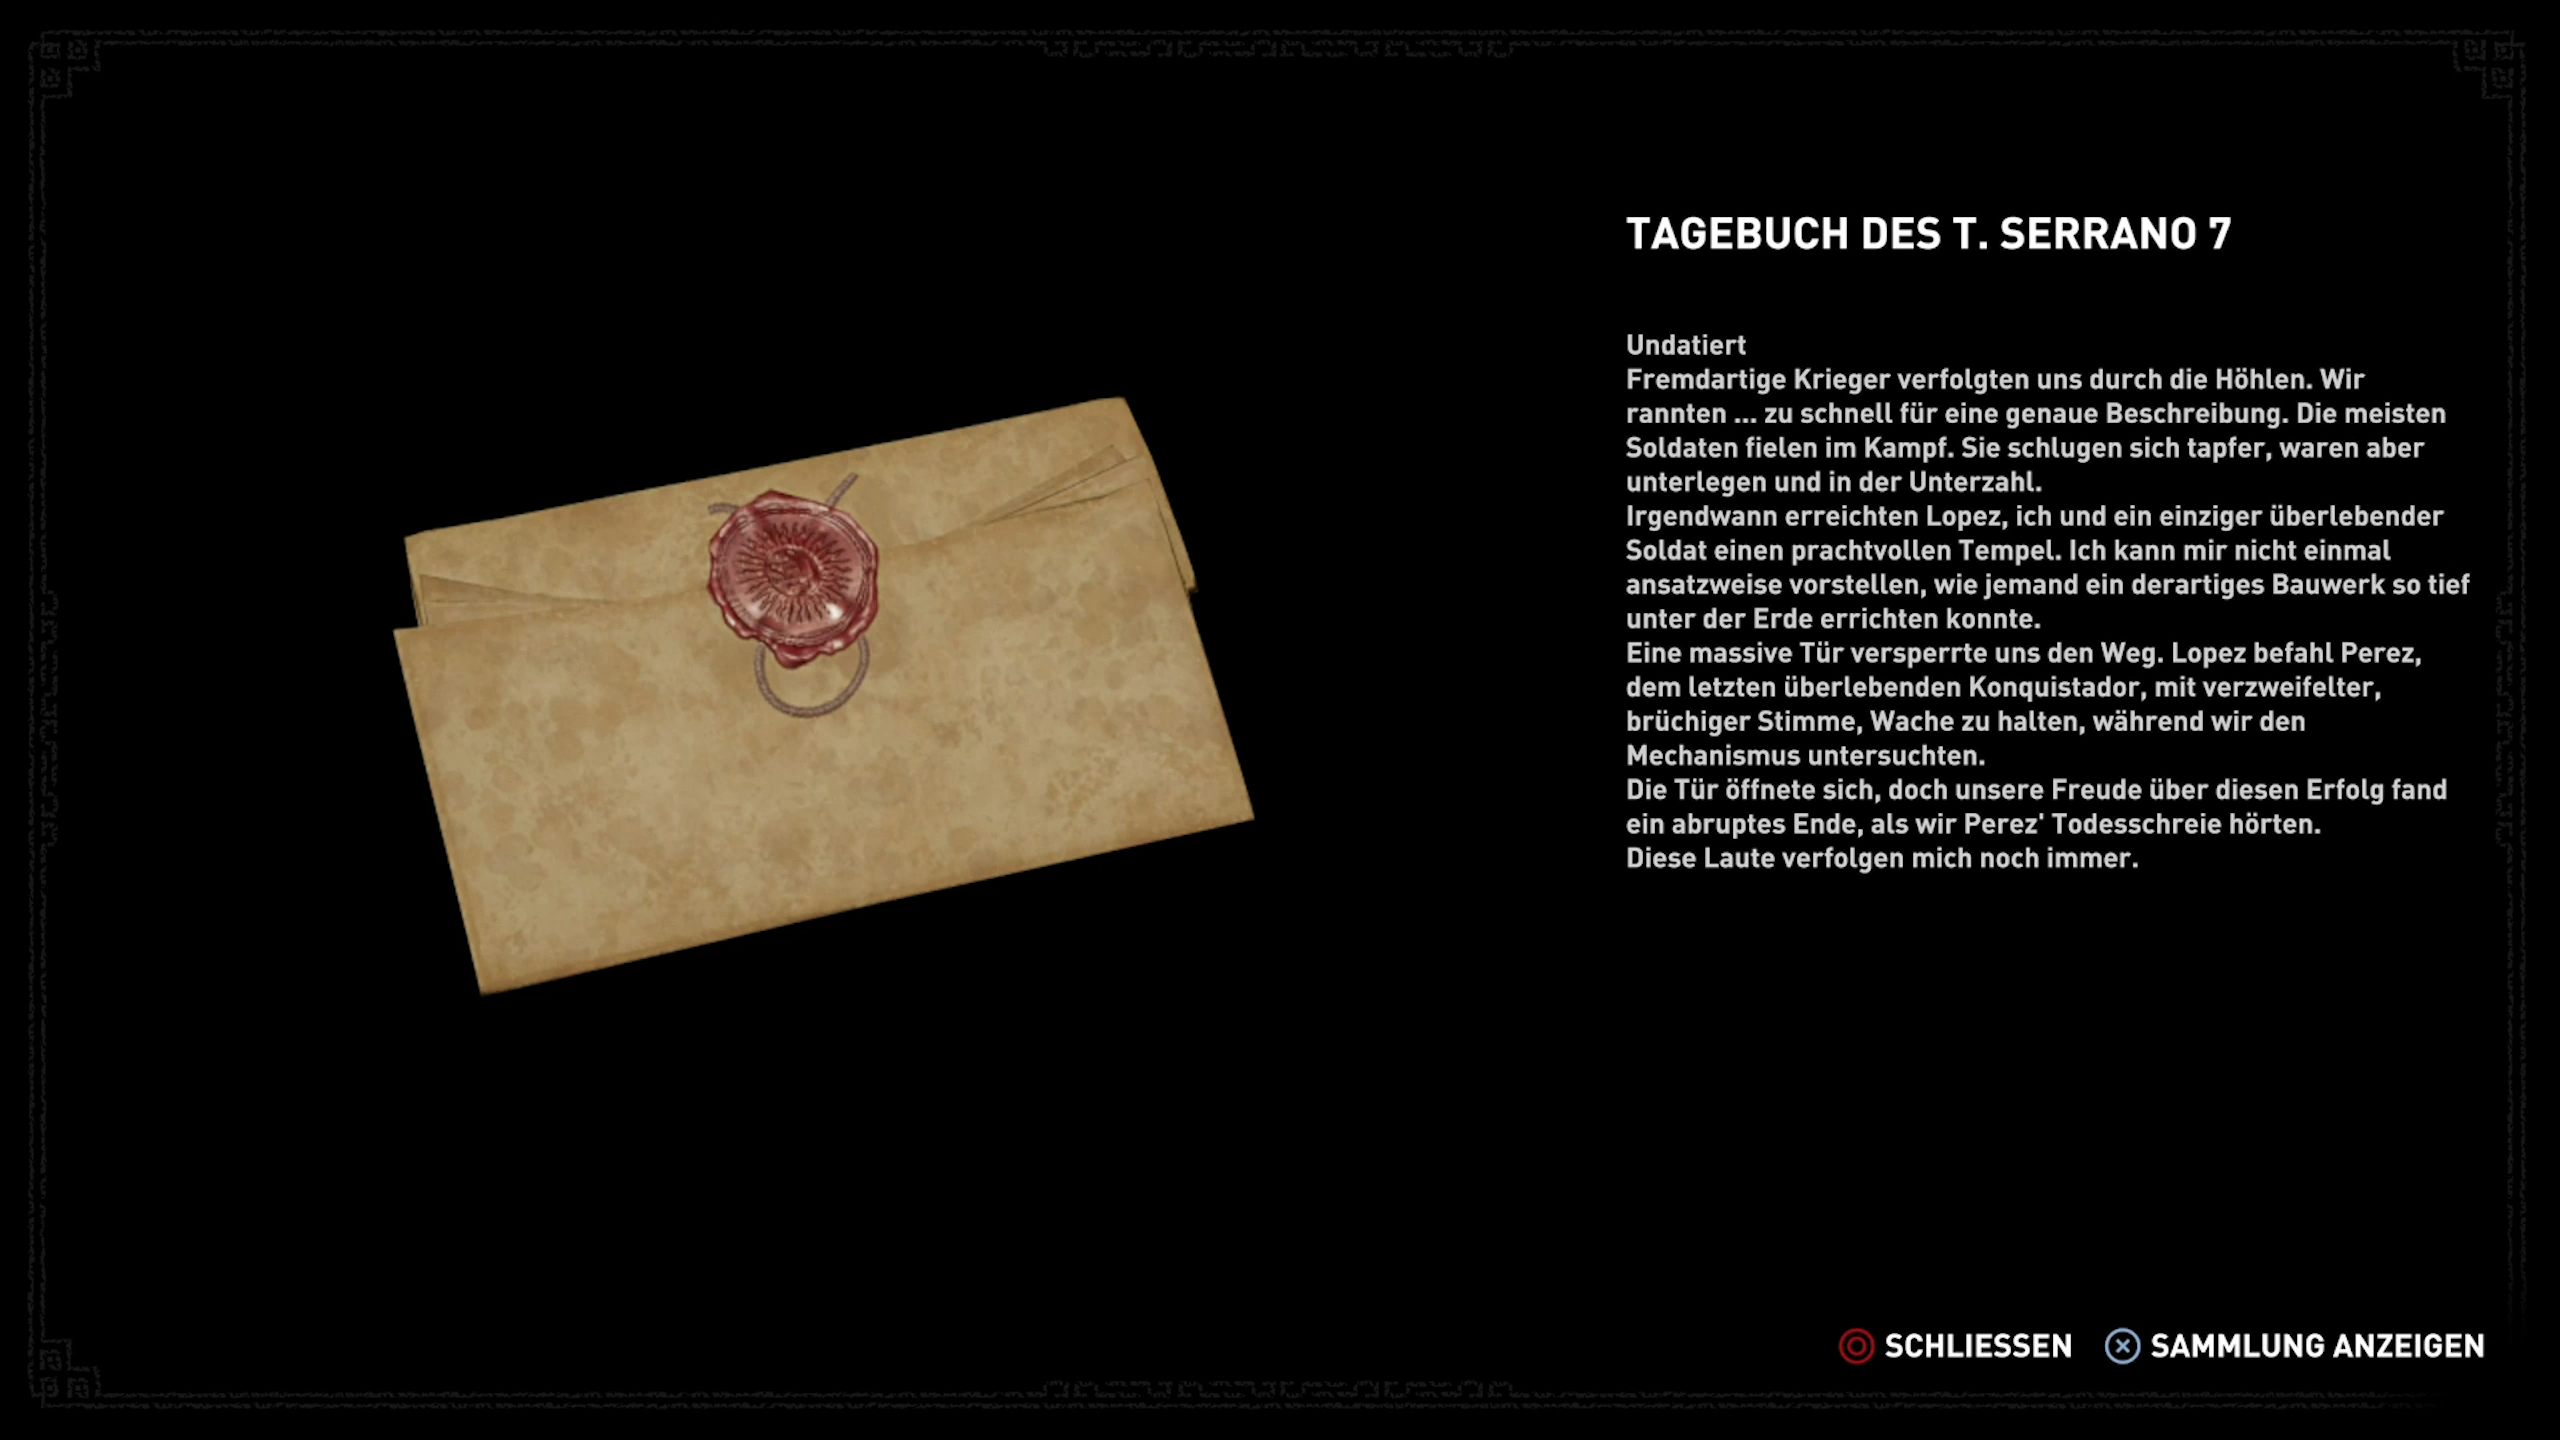 TAGEBUCH DES T. SERRANO 7
Undatiert
Fremdartige Krieger verfolgten uns durch die Höhlen. Wir
rannten ... zu schnell für eine genaue Beschreibung. Die meisten
Soldaten fielen im Kampf. Sie schlugen sich tapfer, waren aber
unterlegen und in der Unterzahl.
Irgendwann erreichten Lopez, ich und ein einziger überlebender
Soldat einen prachtvollen Tempel. Ich kann mir nicht einmal
ansatzweise vorstellen, wie jemand ein derartiges Bauwerk so tief
unter der Erde errichten konnte.
Eine massive Tür versperrte uns den Weg. Lopez befahl Perez,
dem letzten überlebenden Konquistador, mit verzweifelter,
brüchiger Stimme, Wache zu halten, während wir den
Mechanismus untersuchten.
Die Tür öffnete sich, doch unsere Freude über diesen Erfolg fand
ein abruptes Ende, als wir Perez' Todesschreie hörten.
Diese Laute verfolgen mich noch immer.
SCHLIESSEN SAMMLUNG ANZEIGEN